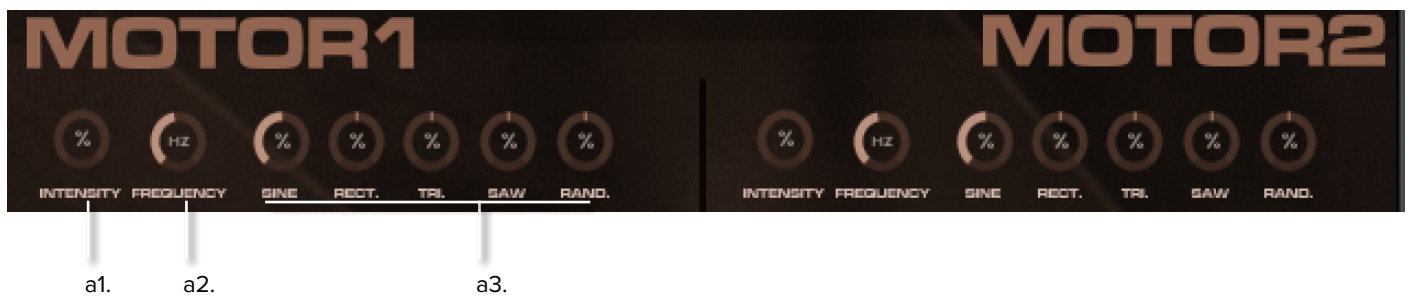 MOTOR1 MOTOR2
% HZ % % % % % % HZ % % % % %
INTENSITY FREQUENCY SINE RECT. TRI. SAW RAND. INTENSITY FREQUENCY SINE RECT. TRI. SAW RAND.
a1. a2. a3.